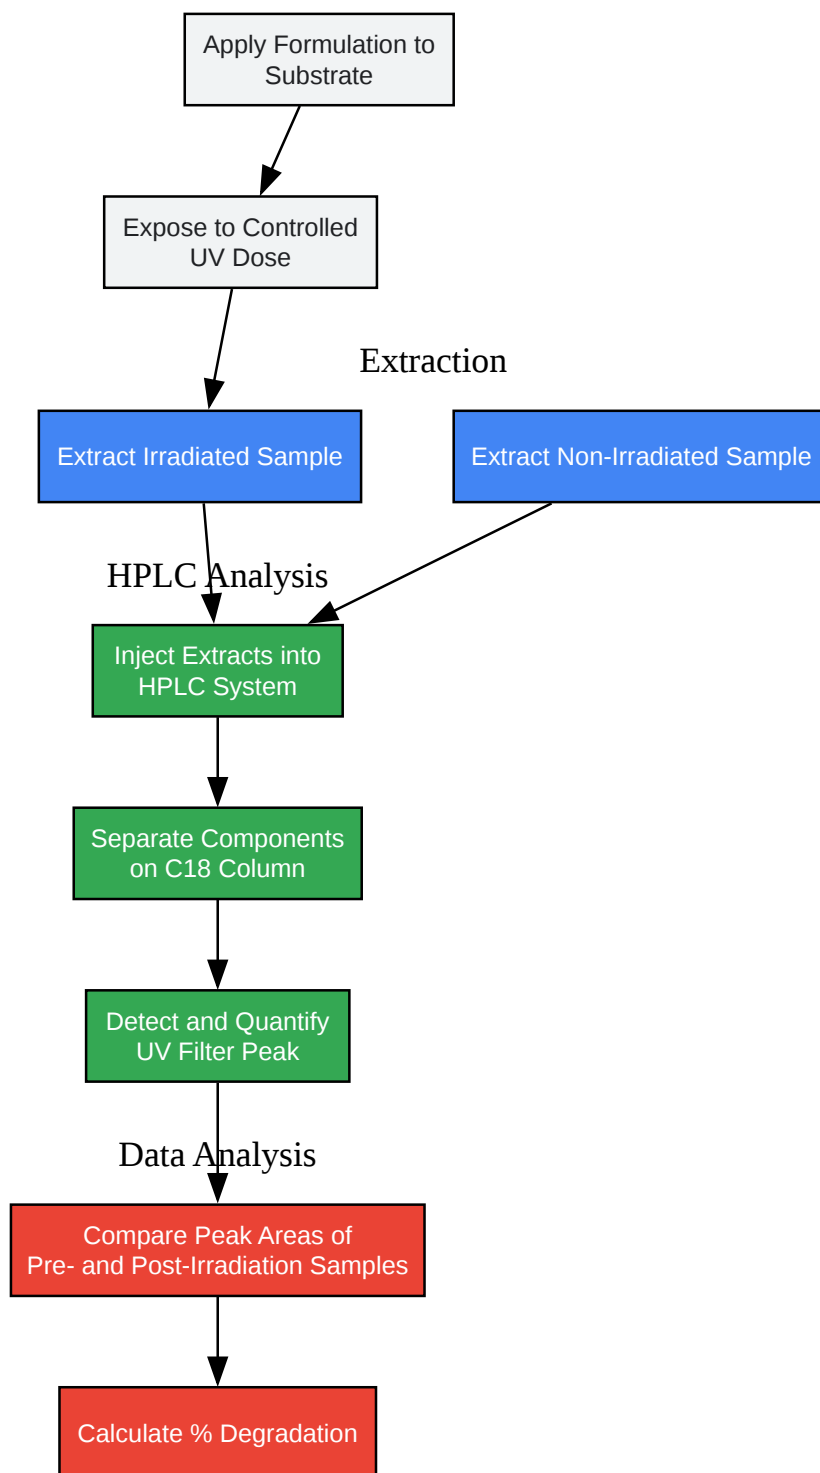 Apply Formulation to
Substrate
Expose to Controlled
UV Dose
Extraction
Extract Irradiated Sample
Extract Non-Irradiated Sample
HPLC Analysis
Inject Extracts into
HPLC System
Separate Components
on C18 Column
Detect and Quantify
UV Filter Peak
Data Analysis
Compare Peak Areas of
Pre- and Post-Irradiation Samples
Calculate % Degradation